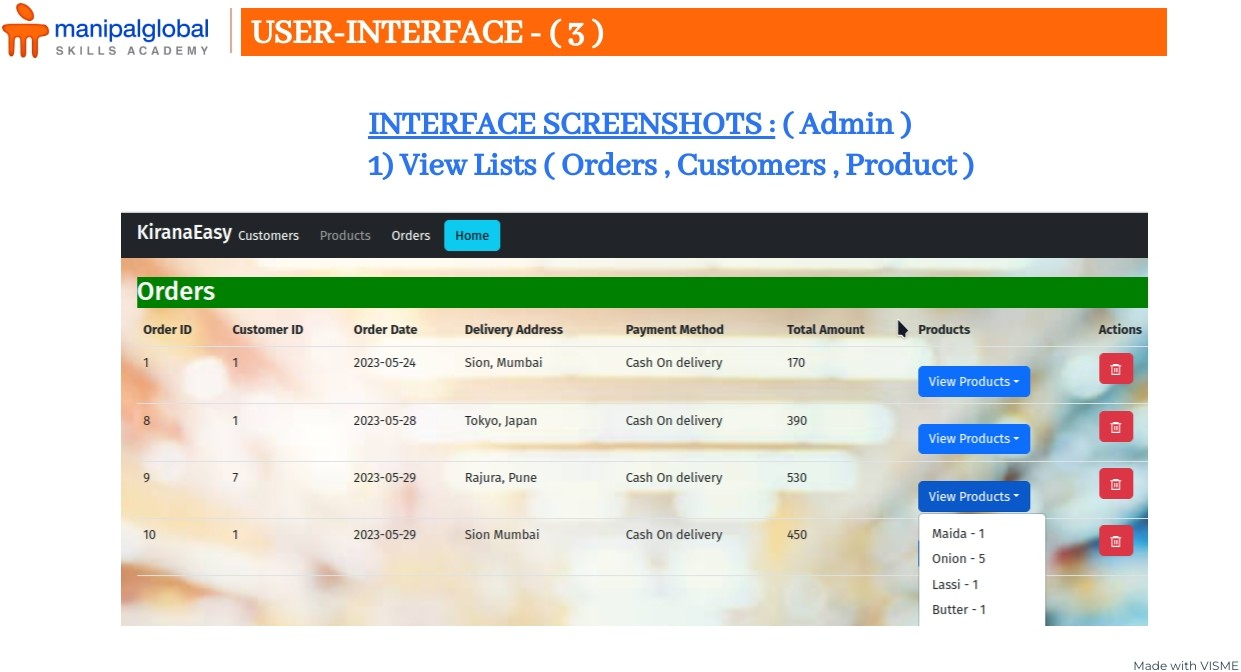 manipalglobal
SKILLS ACADEMY
USER-INTERFACE - ( 3 )
INTERFACE SCREENSHOTS : ( Admin )
1) View Lists ( Orders , Customers , Product )
KiranaEasy Customers Products Orders Home
Orders
Order ID Customer ID Order Date Delivery Address Payment Method Total Amount Products Actions
1 1 2023-05-24 Sion, Mumbai Cash On delivery 170 View Products
8 1 2023-05-28 Tokyo, Japan Cash On delivery 390 View Products
9 7 2023-05-29 Rajura, Pune Cash On delivery 530 View Products
10 1 2023-05-29 Sion Mumbai Cash On delivery 450
Maida - 1
Onion - 5
Lassi - 1
Butter - 1
Made with VISME